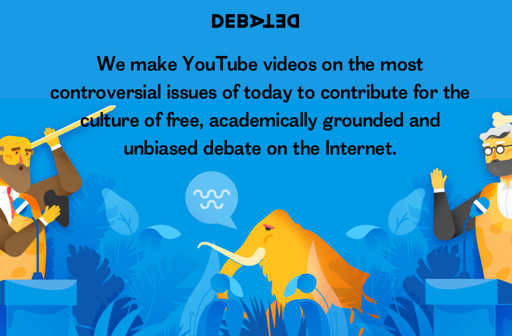 DEBATED
We make YouTube videos on the most
controversial issues of today to contribute for the
culture of free, academically grounded and
unbiased debate on the Internet.